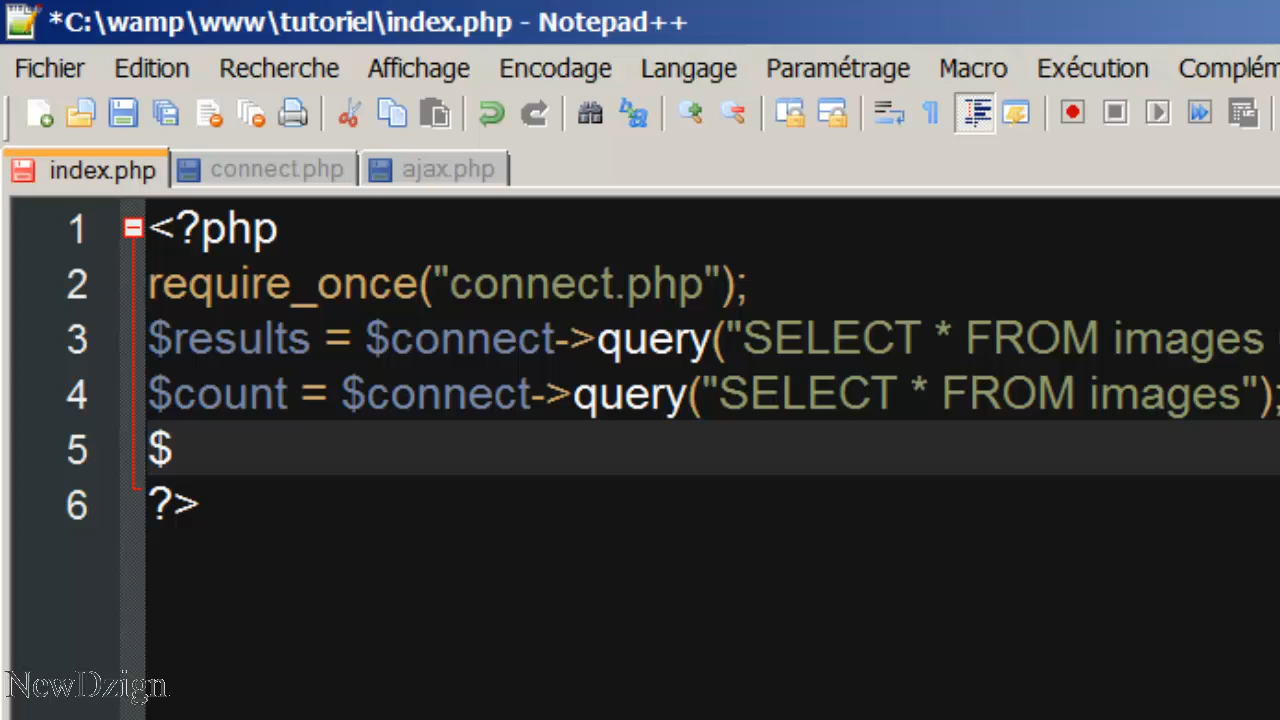 *C:\wamp\www\tutoriel\index.php - Notepad++
Fichier Edition Recherche Affichage Encodage Langage Paramétrage Macro Exécution Complém
index.php connect.php ajax.php
1 <?php
2 require_once("connect.php");
3 $results = $connect->query("SELECT * FROM images
4 $count = $connect->query("SELECT * FROM images");
5 $
6 ?>
NewDzign